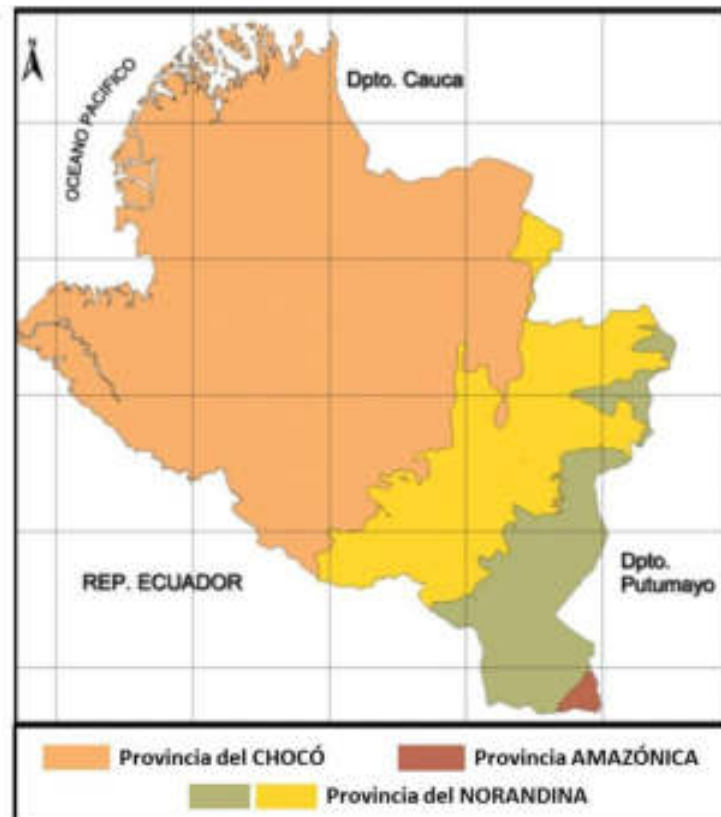 N
OCEANO PACIFICO
Dpto. Cauca
REP. ECUADOR
Dpto.
Putumayo
Provincia del CHOCÓ
Provincia AMAZÓNICA
Provincia del NORANDINA